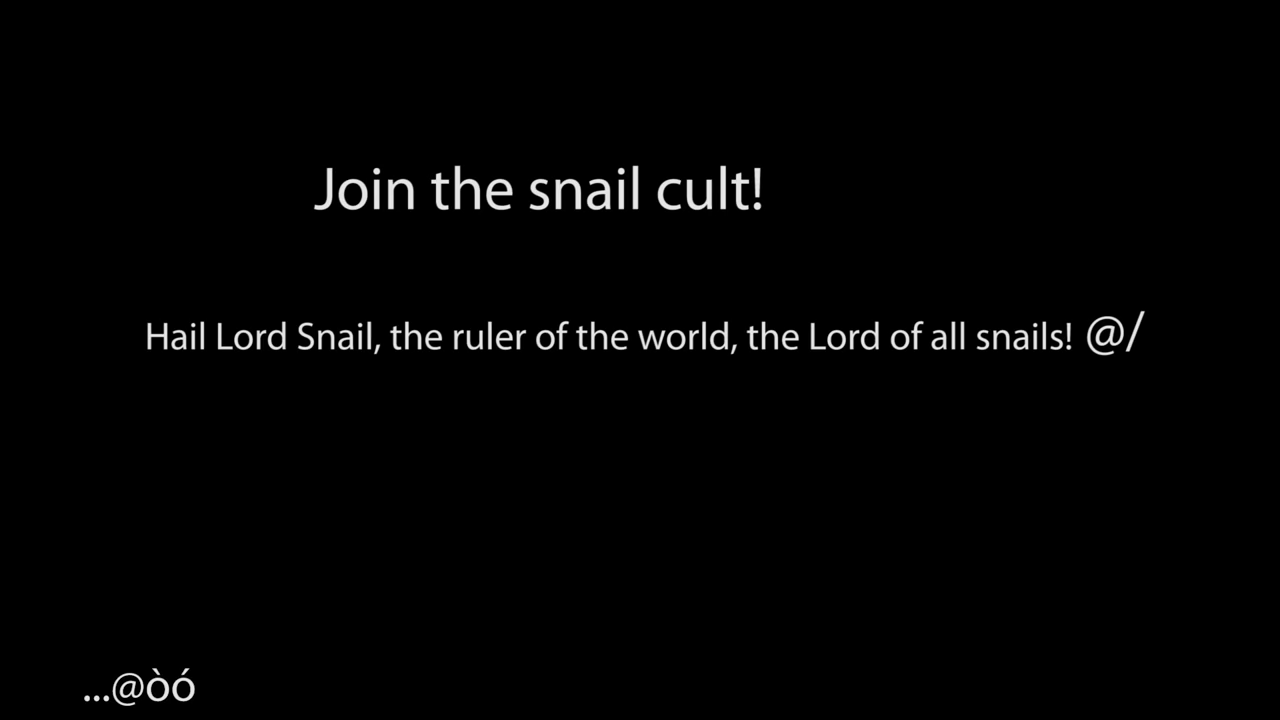 Join the snail cult!
Hail Lord Snail, the ruler of the world, the Lord of all snails! @/
...@òó